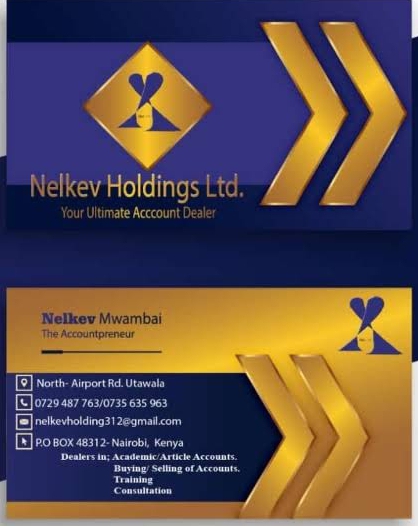 Nelkev Holdings Ltd.
Your Ultimate Acccount Dealer
Nelkev Mwambai
The Accountpreneur
North- Airport Rd. Utawala
0729 487 763/0735 635 963
nelkevholding312@gmail.com
P.O BOX 48312- Nairobi, Kenya
Dealers in; Academic/Article Accounts.
Buying/ Selling of Accounts.
Training
Consultation